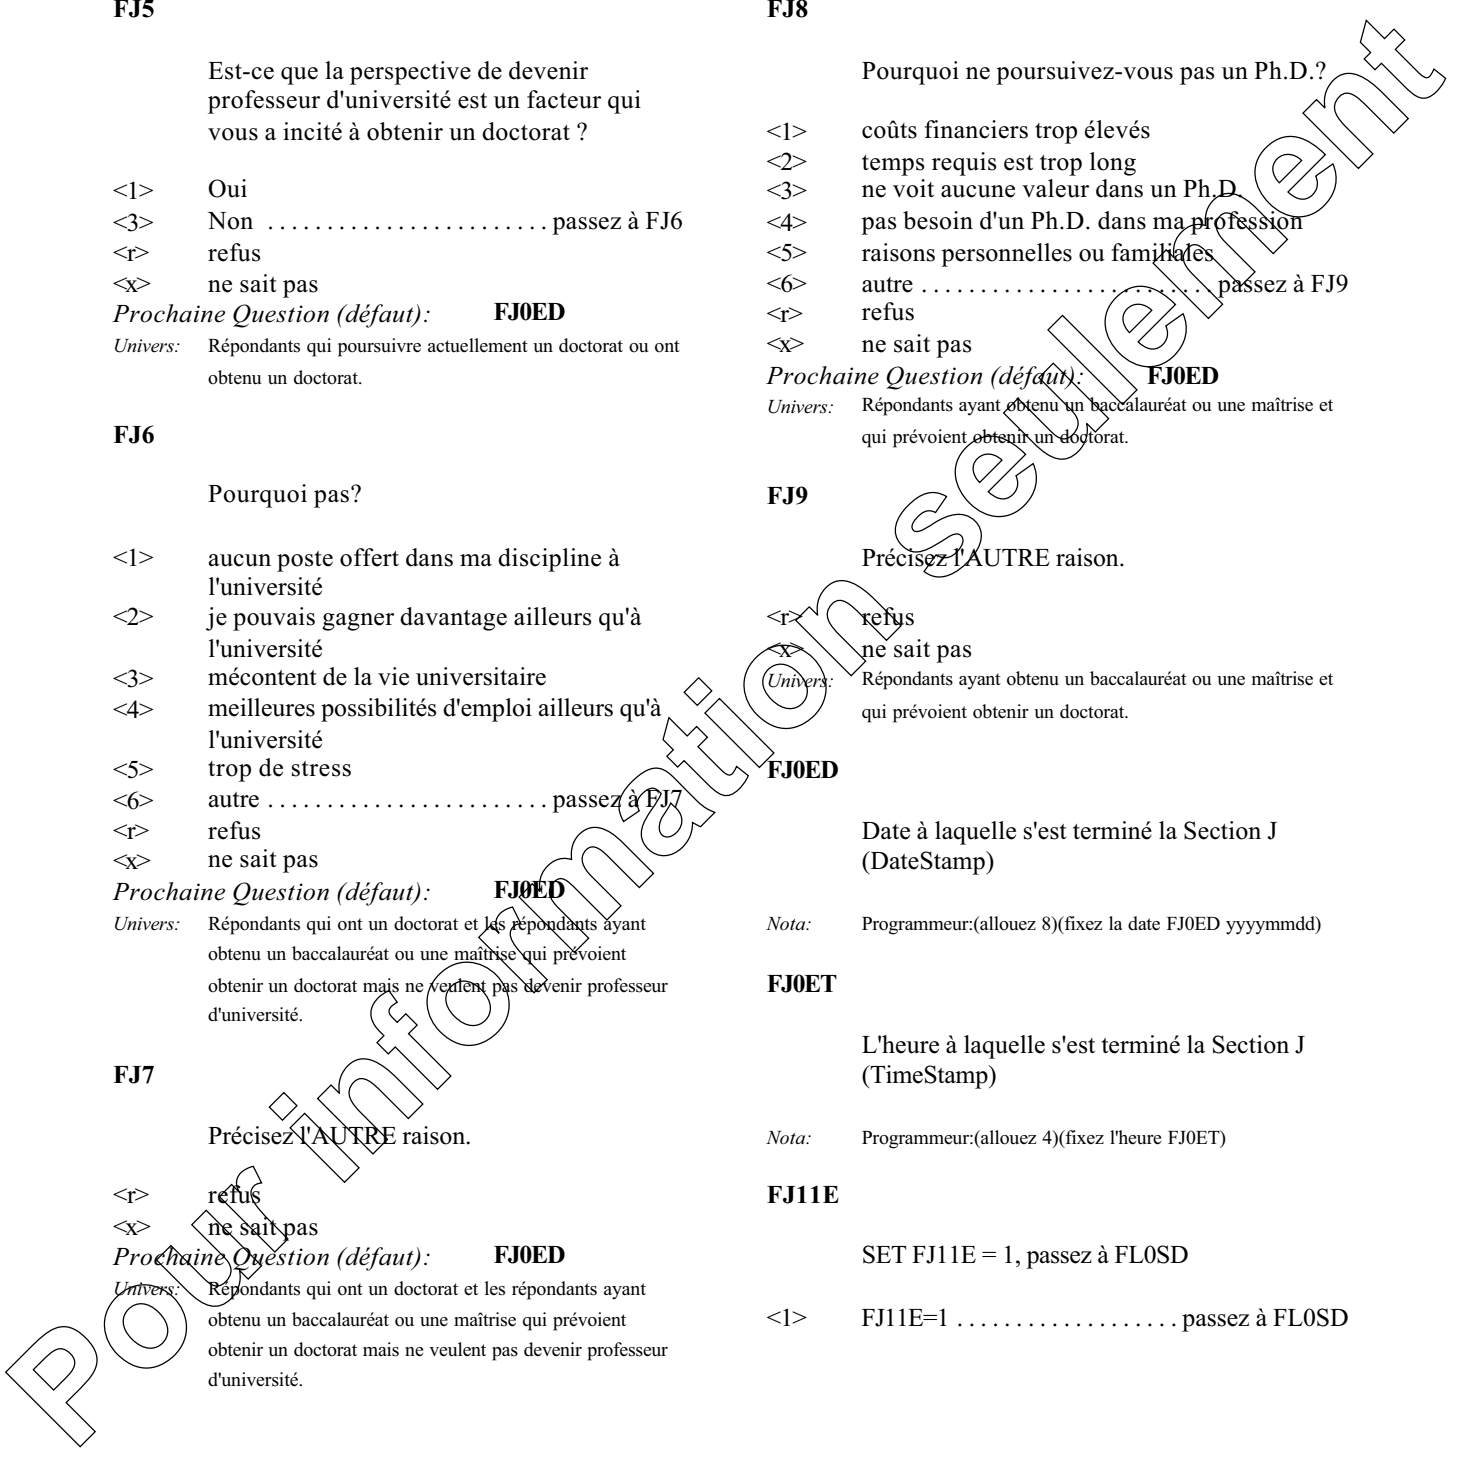 FJ5
Est-ce que la perspective de devenir
professeur d'université est un facteur qui
vous a incité à obtenir un doctorat ?
<1> Oui
<3> Non ........................ passez à FJ6
<r> refus
<x> ne sait pas
Prochaine Question (défaut): FJ0ED
Univers: Répondants qui poursuivre actuellement un doctorat ou ont
obtenu un doctorat.
FJ6
Pourquoi pas?
<1> aucun poste offert dans ma discipline à
l'université
<2> je pouvais gagner davantage ailleurs qu'à
l'université
<3> mécontent de la vie universitaire
<4> meilleures possibilités d'emploi ailleurs qu'à
l'université
<5> trop de stress
<6> autre ........................ passez à FJ7
<r> refus
<x> ne sait pas
Prochaine Question (défaut): FJ0ED
Univers: Répondants qui ont un doctorat et les répondants ayant
obtenu un baccalauréat ou une maîtrise qui prévoient
obtenir un doctorat mais ne veulent pas devenir professeur
d'université.
FJ7
Précisez l'AUTRE raison.
<r> refus
<x> ne sait pas
Prochaine Question (défaut): FJ0ED
Univers: Répondants qui ont un doctorat et les répondants ayant
obtenu un baccalauréat ou une maîtrise qui prévoient
obtenir un doctorat mais ne veulent pas devenir professeur
d'université.
FJ8
Pourquoi ne poursuivez-vous pas un Ph.D.?
<1> coûts financiers trop élevés
<2> temps requis est trop long
<3> ne voit aucune valeur dans un Ph.D.
<4> pas besoin d'un Ph.D. dans ma profession
<5> raisons personnelles ou familiales
<6> autre ......................... passez à FJ9
<r> refus
<x> ne sait pas
Prochaine Question (défaut): FJ0ED
Univers: Répondants ayant obtenu un baccalauréat ou une maîtrise et
qui prévoient obtenir un doctorat.
FJ9
Précisez l'AUTRE raison.
<r> refus
<x> ne sait pas
Univers: Répondants ayant obtenu un baccalauréat ou une maîtrise et
qui prévoient obtenir un doctorat.
FJ0ED
Date à laquelle s'est terminé la Section J
(DateStamp)
Nota: Programmeur:(allouez 8)(fixez la date FJ0ED yyyymmdd)
FJ0ET
L'heure à laquelle s'est terminé la Section J
(TimeStamp)
Nota: Programmeur:(allouez 4)(fixez l'heure FJ0ET)
FJ11E
SET FJ11E = 1, passez à FL0SD
<1> FJ11E=1 ................... passez à FL0SD
Pour information seulement